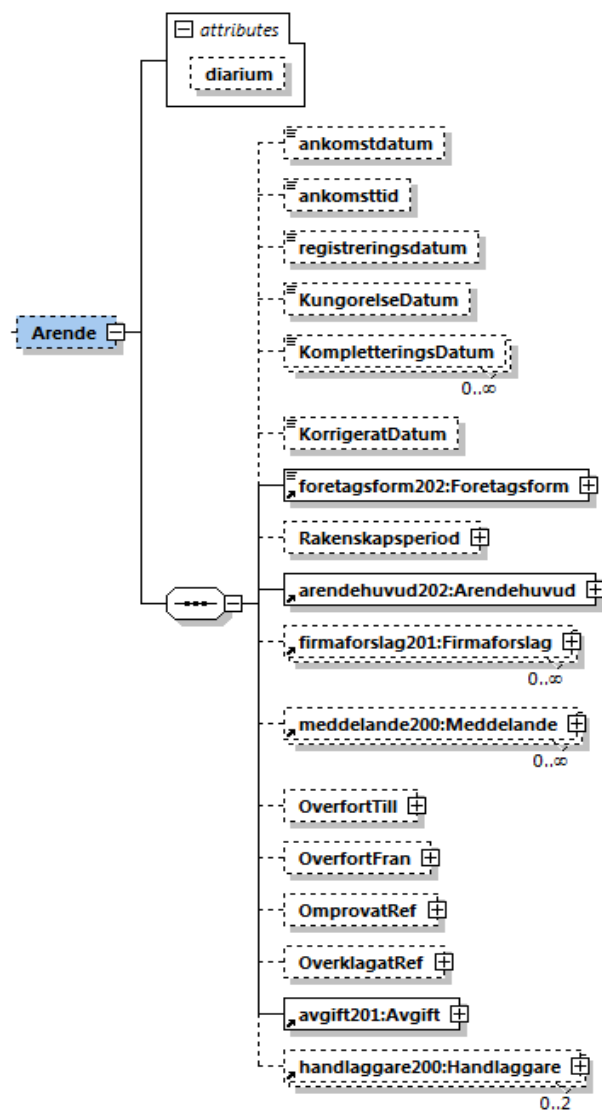 attributes
diarium
ankomstdatum
ankomsttid
registreringsdatum
KungorelseDatum
Arende
KompletteringsDatum
0..∞
KorrigeratDatum
foretagsform202:Foretagsform
Rakenskapsperiod
arendehuvud202:Arendehuvud
firmaforslag201:Firmaforslag
0..∞
meddelande200:Meddelande
0..∞
OverfortTill
OverfortFran
OmprovatRef
OverklagatRef
avgift201:Avgift
handlaggare200:Handlaggare
0..2